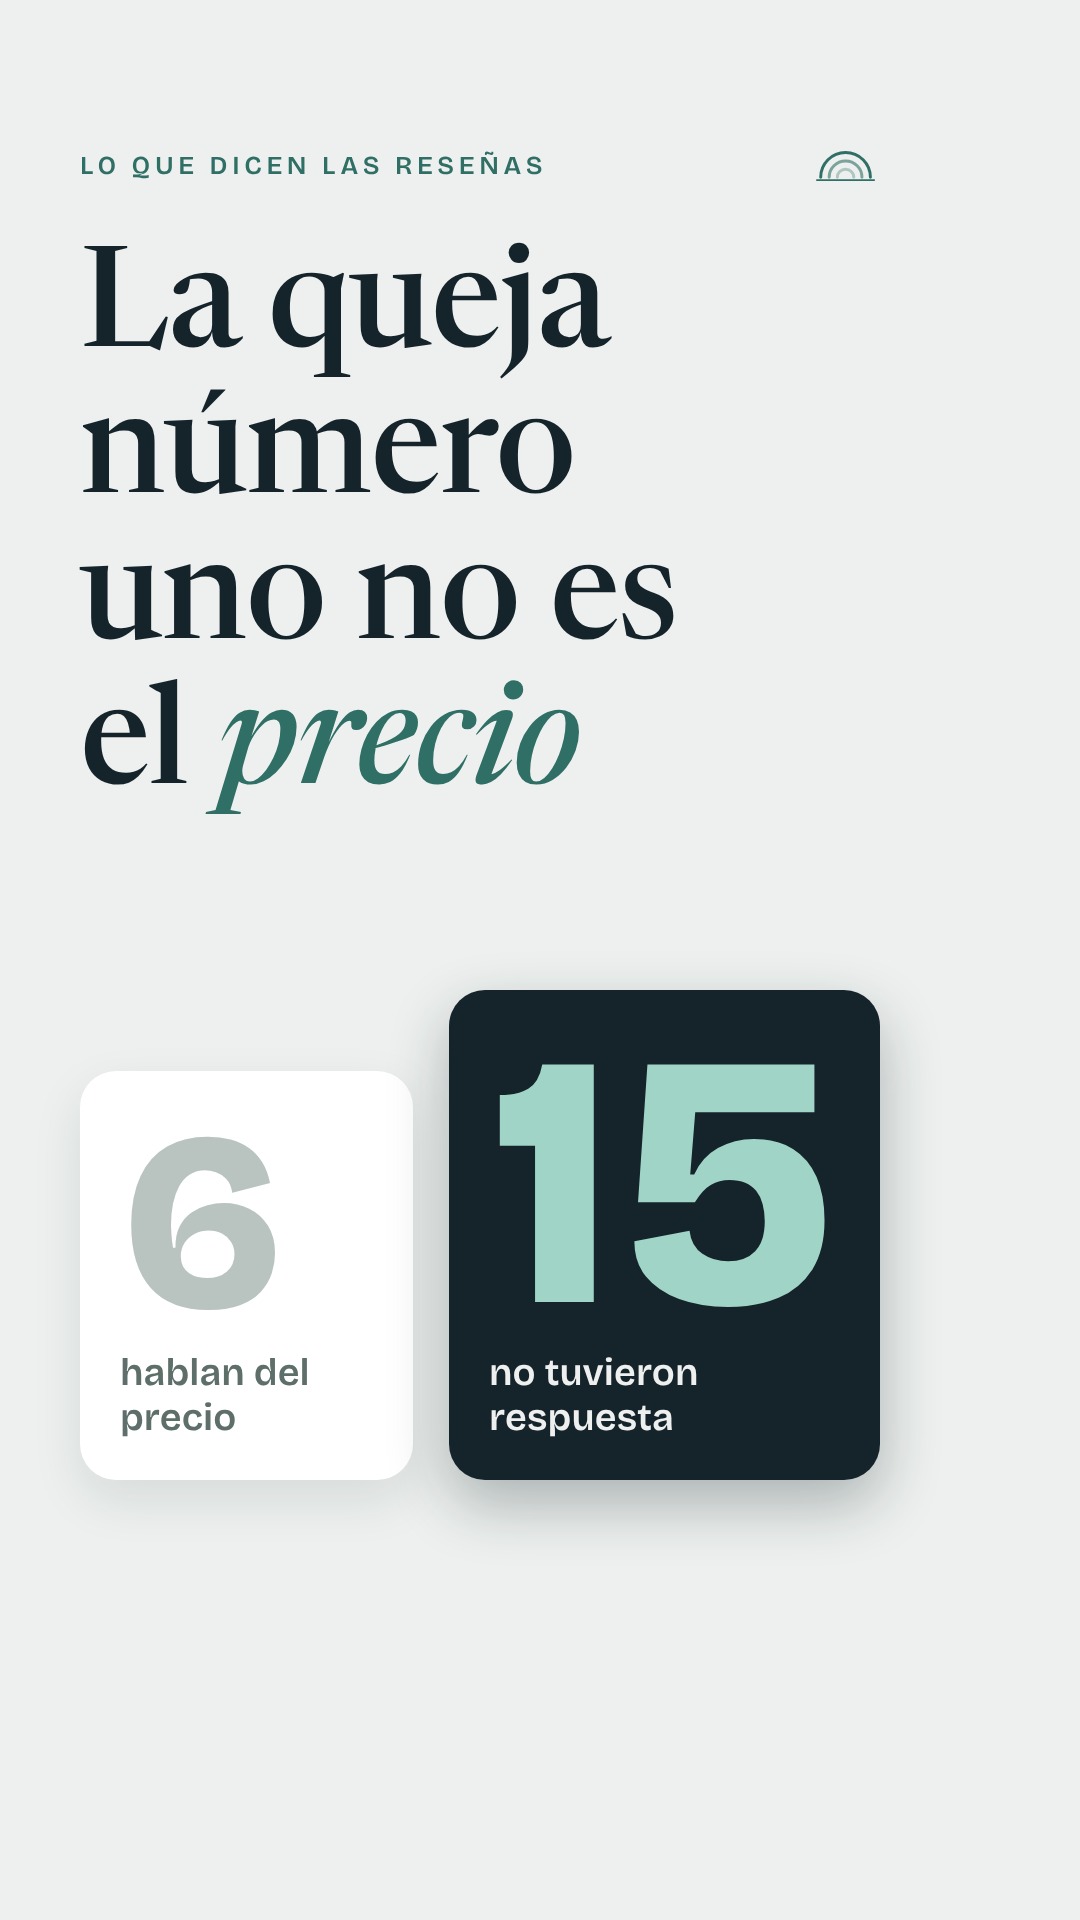 LO QUE DICEN LAS RESEÑAS
La queja
número
uno no es
el precio
6
hablan del
precio
15
no tuvieron
respuesta